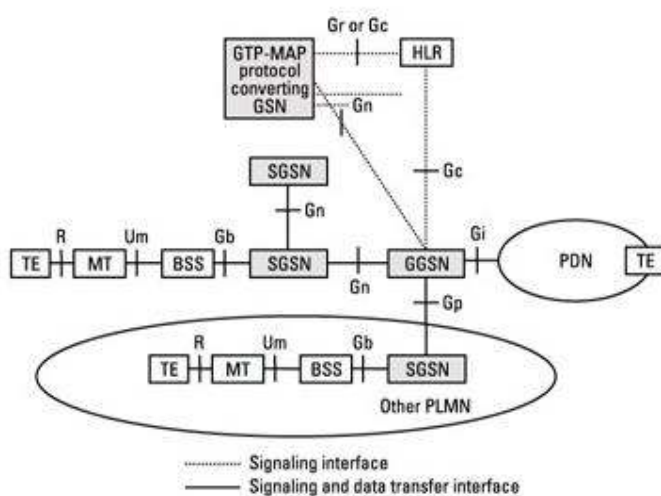 Gr or Gc
GTP-MAP
protocol
converting
GSN
HLR
Gn
SGSN
Gc
Gn
R
Um
Gb
Gi
TE
MT
BSS
SGSN
GGSN
PDN
TE
Gn
Gp
R
Um
Gb
TE
MT
BSS
SGSN
Other PLMN
Signaling interface
Signaling and data transfer interface